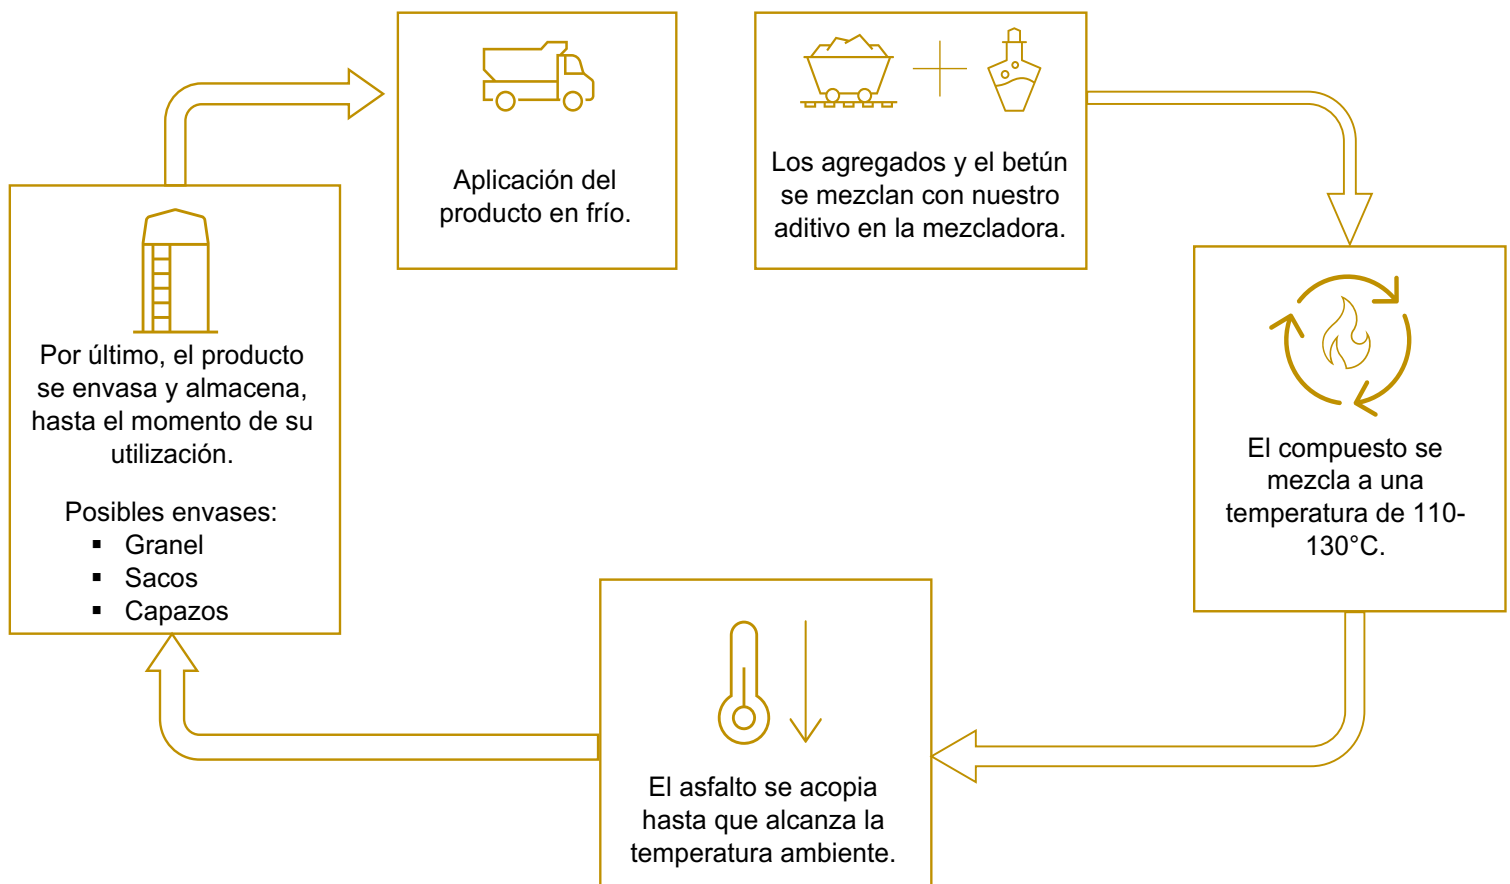 Aplicación del
producto en frío.
Los agregados y el betún
se mezclan con nuestro
aditivo en la mezcladora.
El compuesto se
mezcla a una
temperatura de 110-
130°C.
El asfalto se acopia
hasta que alcanza la
temperatura ambiente.
Por último, el producto
se envasa y almacena,
hasta el momento de su
utilización.
Posibles envases:
▪ Granel
▪ Sacos
▪ Capazos